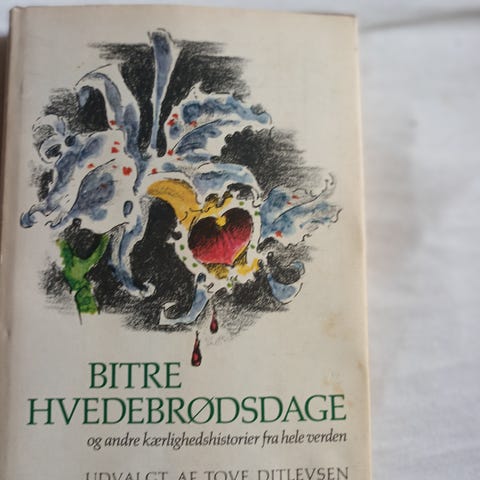 BITRE
HVEDEBRØDSDAGE
og andre kærlighedshistorier fra hele verden
UDVALGT AF TOVE DITLEVSEN